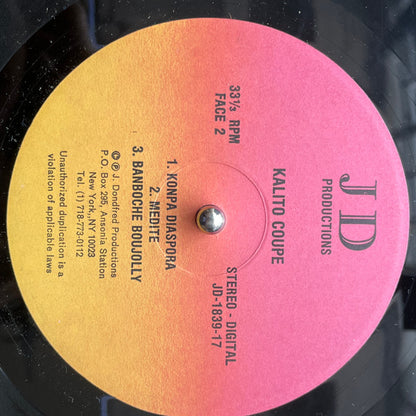 J D
PRODUCTIONS
KALITO COUPE
33⅓ RPM
FACE 2
STEREO - DIGITAL
JD-1839-17
1. KONPA DIASPORA
2. MEDITE
3. BANBOCHE BOUJOLLY
© ℗ J. Dondfred Productions
P.O. Box 295, Ansonia Station
New York,,NY 10023
Tel. (1) 718-773-0112
Unauthorized duplication is a
violation of applicable laws